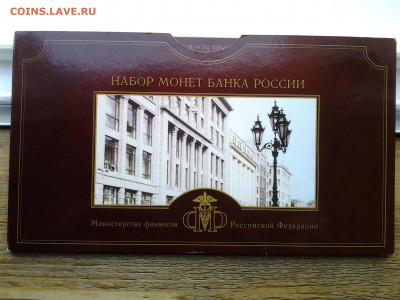 COINS.LAVE.RU
НАБОР МОНЕТ БАНКА РОССИИ
Министерство финансов Российской Федерации